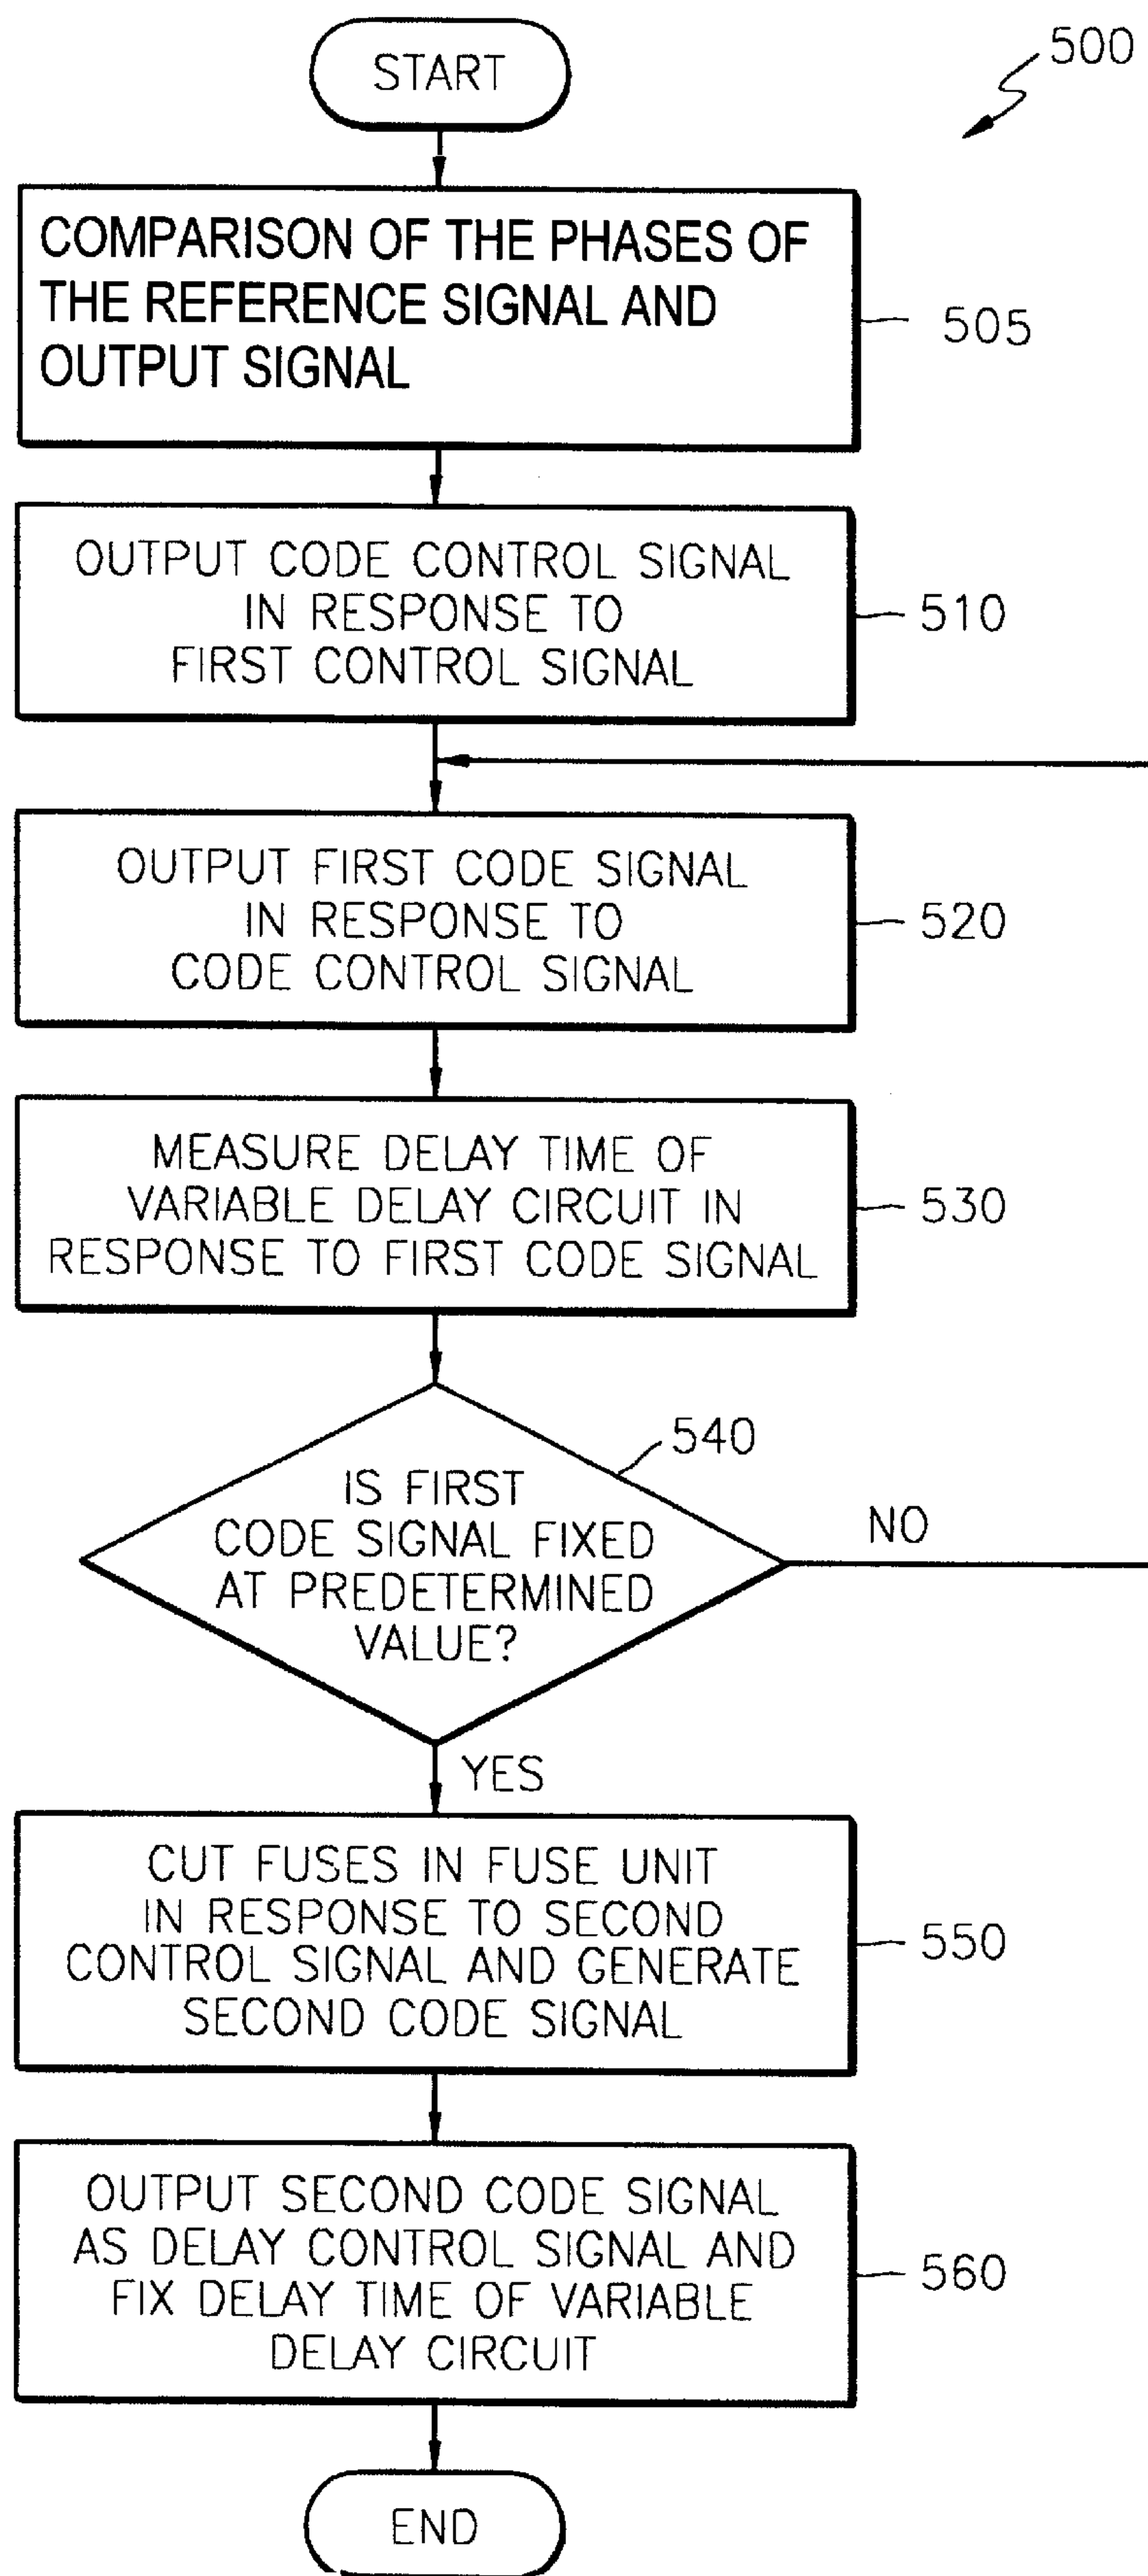 START
500
COMPARISON OF THE PHASES OF
THE REFERENCE SIGNAL AND
OUTPUT SIGNAL
505
OUTPUT CODE CONTROL SIGNAL
IN RESPONSE TO
FIRST CONTROL SIGNAL
510
OUTPUT FIRST CODE SIGNAL
IN RESPONSE TO
CODE CONTROL SIGNAL
520
MEASURE DELAY TIME OF
VARIABLE DELAY CIRCUIT IN
RESPONSE TO FIRST CODE SIGNAL
530
540
IS FIRST
CODE SIGNAL FIXED
AT PREDETERMINED
VALUE?
NO
YES
CUT FUSES IN FUSE UNIT
IN RESPONSE TO SECOND
CONTROL SIGNAL AND GENERATE
SECOND CODE SIGNAL
550
OUTPUT SECOND CODE SIGNAL
AS DELAY CONTROL SIGNAL AND
FIX DELAY TIME OF VARIABLE
DELAY CIRCUIT
560
END